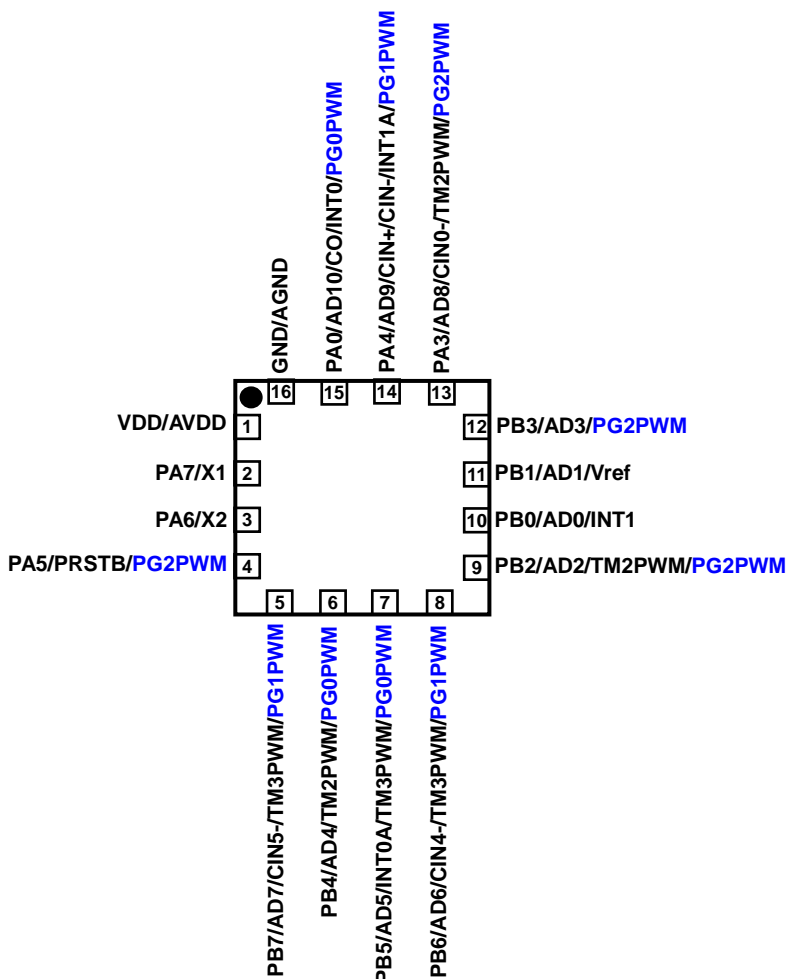 GND/AGND
PA0/AD10/CO/INT0/PG0PWM
PA4/AD9/CIN+/CIN-/INT1A/PG1PWM
PA3/AD8/CIN0-/TM2PWM/PG2PWM
16
15
14
13
VDD/AVDD 1
12 PB3/AD3/PG2PWM
PA7/X1 2
11 PB1/AD1/Vref
PA6/X2 3
10 PB0/AD0/INT1
PA5/PRSTB/PG2PWM 4
9 PB2/AD2/TM2PWM/PG2PWM
5
6
7
8
PB7/AD7/CIN5-/TM3PWM/PG1PWM
PB4/AD4/TM2PWM/PG0PWM
PB5/AD5/INT0A/TM3PWM/PG0PWM
PB6/AD6/CIN4-/TM3PWM/PG1PWM